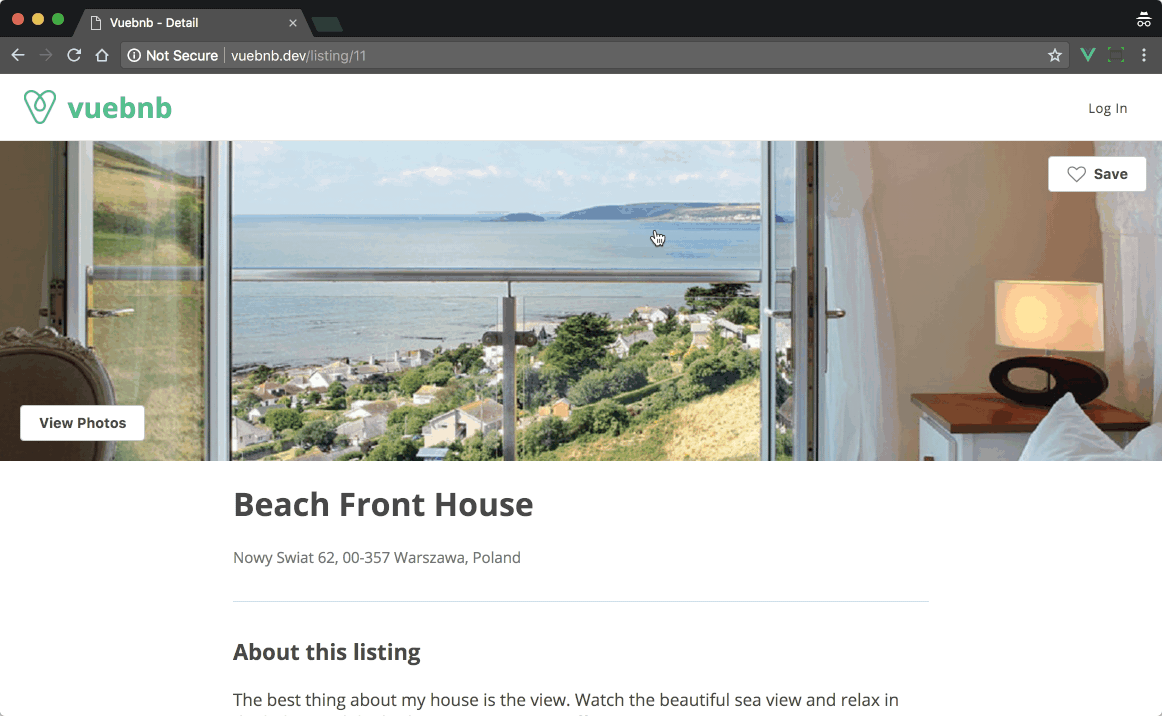 Vuebnb - Detail
Not Secure vuebnb.dev/listing/11
vuebnb
Log In
Save
View Photos
Beach Front House
Nowy Swiat 62, 00-357 Warszawa, Poland
About this listing
The best thing about my house is the view. Watch the beautiful sea view and relax in